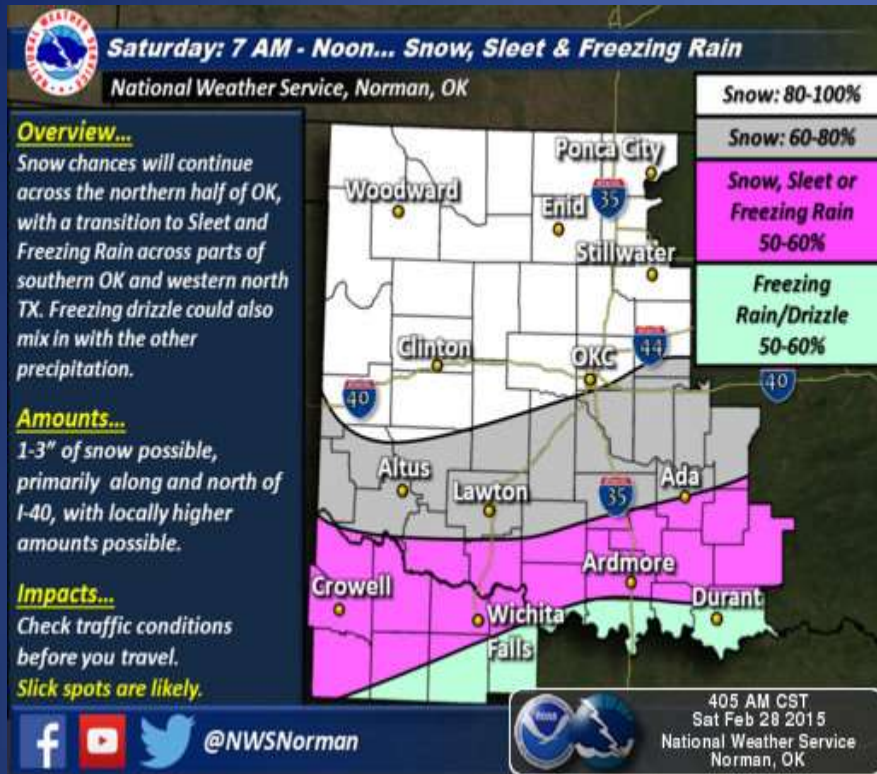 Saturday: 7 AM - Noon... Snow, Sleet & Freezing Rain
National Weather Service, Norman, OK
Overview...
Snow chances will continue
across the northern half of OK,
with a transition to Sleet and
Freezing Rain across parts of
southern OK and western north
TX. Freezing drizzle could also
mix in with the other
precipitation.
Amounts...
1-3" of snow possible,
primarily along and north of
I-40, with locally higher
amounts possible.
Impacts...
Check traffic conditions
before you travel.
Slick spots are likely.
Snow: 80-100%
Snow: 60-80%
Snow, Sleet or
Freezing Rain
50-60%
Freezing
Rain/Drizzle
50-60%
Ponca City
Woodward
35
Enid
Stillwater
44
Clinton
OKC
40
40
Altus
Lawton
35
Ada
Ardmore
Crowell
Durant
Wichita
Falls
@NWSNorman
405 AM CST
Sat Feb 28 2015
National Weather Service
Norman, OK